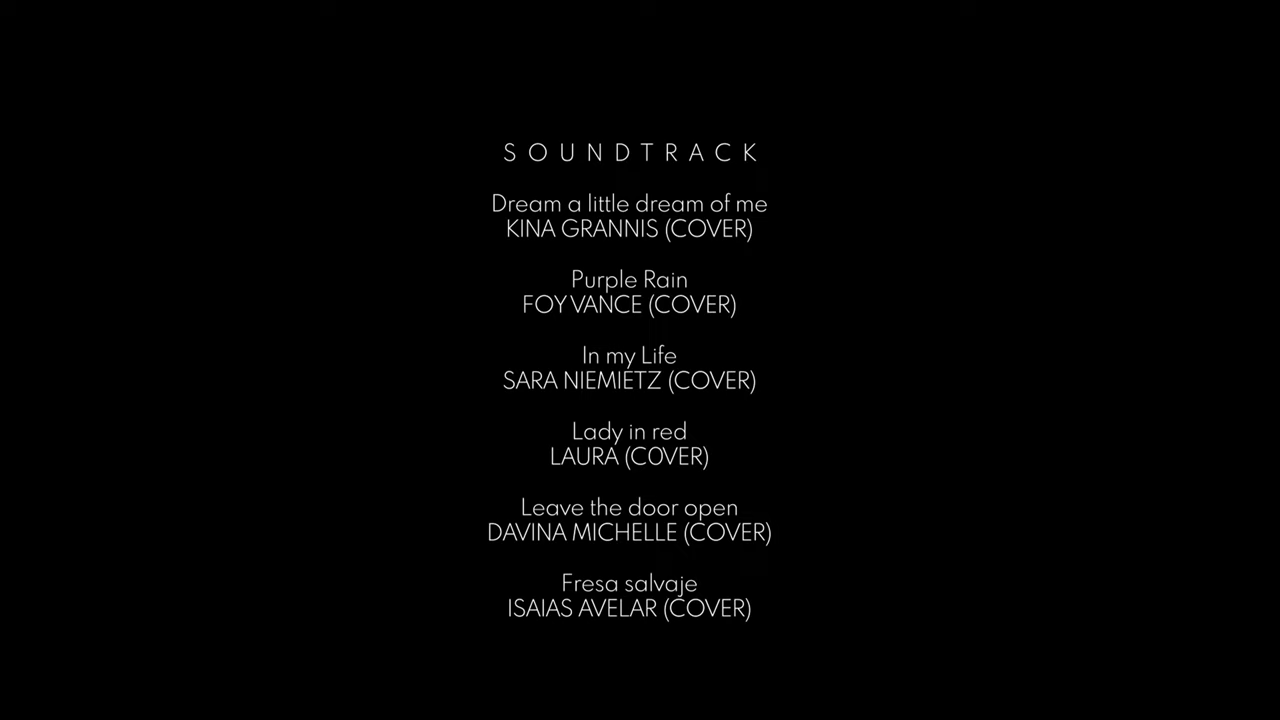 SOUNDTRACK
Dream a little dream of me
KINA GRANNIS (COVER)
Purple Rain
FOY VANCE (COVER)
In my Life
SARA NIEMIETZ (COVER)
Lady in red
LAURA (COVER)
Leave the door open
DAVINA MICHELLE (COVER)
Fresa salvaje
ISAIAS AVELAR (COVER)